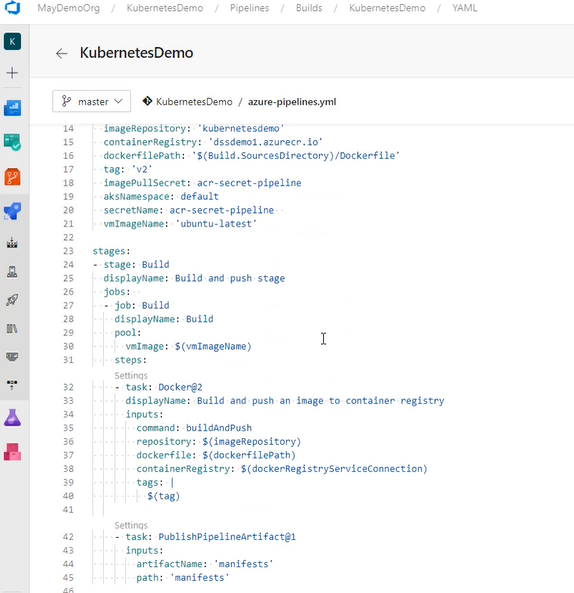 MayDemoOrg / KubernetesDemo / Pipelines / Builds / KubernetesDemo / YAML
K
← KubernetesDemo
master KubernetesDemo / azure-pipelines.yml
14 imageRepository: 'kubernetesdemo'
15 containerRegistry: 'dssdemo1.azurecr.io'
16 dockerfilePath: '$(Build.SourcesDirectory)/Dockerfile'
17 tag: 'v2'
18 imagePullSecret: acr-secret-pipeline
19 aksNamespace: default
20 secretName: acr-secret-pipeline
21 vmImageName: 'ubuntu-latest'
22
23 stages:
24 - stage: Build
25 displayName: Build and push stage
26 jobs:
27 - job: Build
28 displayName: Build
29 pool:
30 vmImage: $(vmImageName)
31 steps:
Settings
32 - task: Docker@2
33 displayName: Build and push an image to container registry
34 inputs:
35 command: buildAndPush
36 repository: $(imageRepository)
37 dockerfile: $(dockerfilePath)
38 containerRegistry: $(dockerRegistryServiceConnection)
39 tags: |
40 $(tag)
41
Settings
42 - task: PublishPipelineArtifact@1
43 inputs:
44 artifactName: 'manifests'
45 path: 'manifests'
46